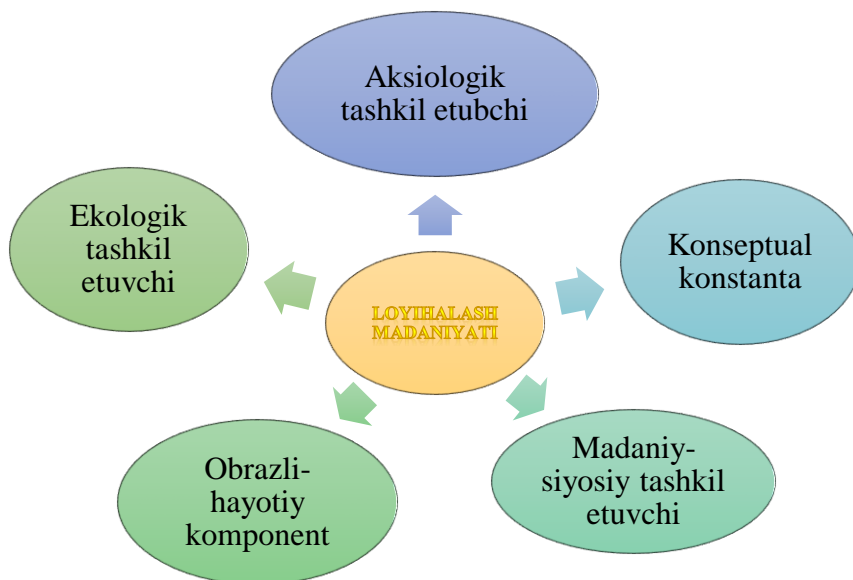 Aksiologik
tashkil etubchi
Ekologik
tashkil
etuvchi
Konseptual
konstanta
LOYIHALASH
MADANIYATI
Obrazli-
hayotiy
komponent
Madaniy-
siyosiy tashkil
etuvchi